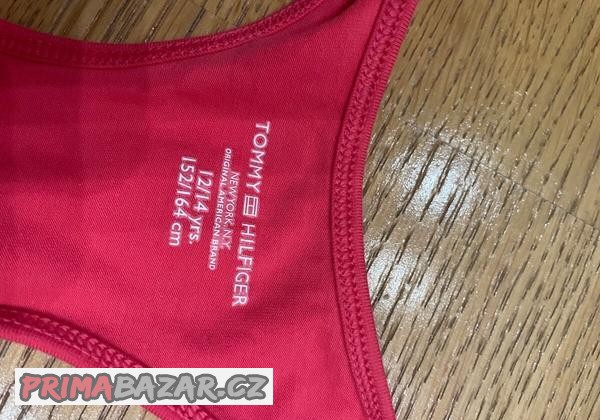 TOMMY HILFIGER
NEW YORK, N.Y.
ORIGINAL AMERICAN BRAND
12/14 yrs.
152/164 cm
PRIMABAZAR.CZ